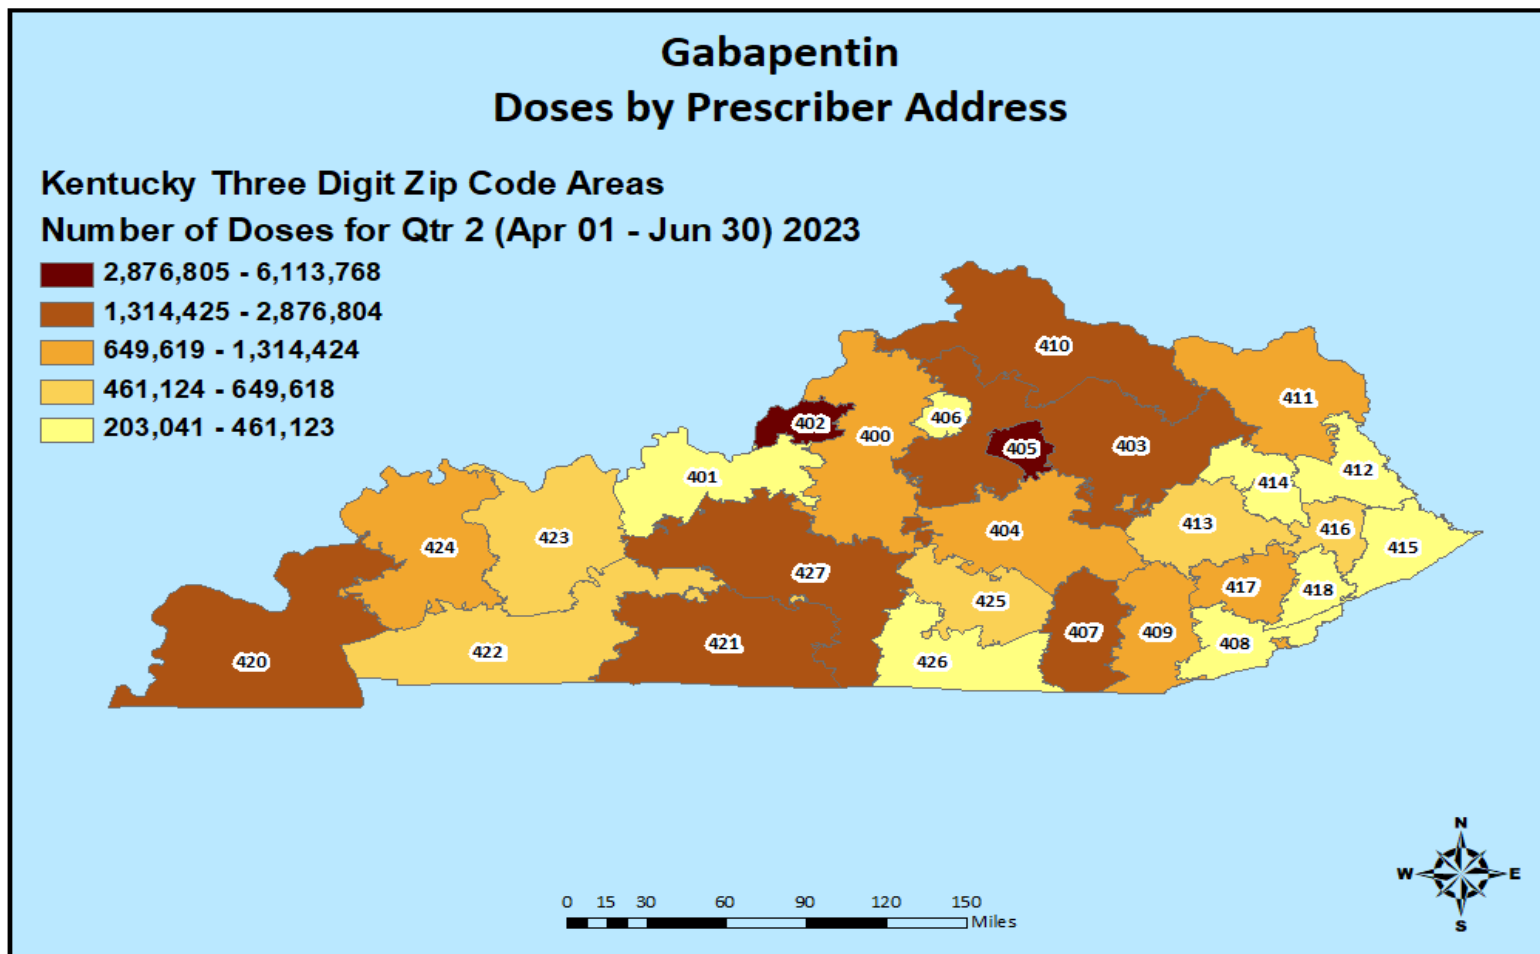 Gabapentin
Doses by Prescriber Address
Kentucky Three Digit Zip Code Areas
Number of Doses for Qtr 2 (Apr 01 - Jun 30) 2023
2,876,805 - 6,113,768
1,314,425 - 2,876,804
649,619 - 1,314,424
461,124 - 649,618
203,041 - 461,123
410
411
402
406
400
405
403
401
412
414
413
416
404
415
423
424
427
417
418
425
407
409
408
421
422
426
420
N
W E
S
0 15 30 60 90 120 150
Miles